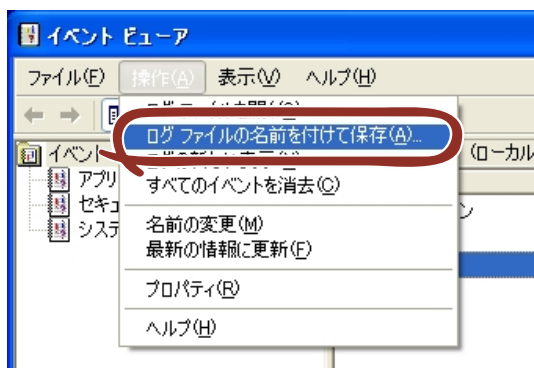 イベント ビューア
ファイル(F) 操作(A) 表示(V) ヘルプ(H)
ログ ファイルの名前を付けて保存(A)...
イベント
(ローカル
アプリ
すべてのイベントを消去(C)
セキュ
ン
名前の変更(M)
シス
最新の情報に更新(F)
プロパティ(R)
ヘルプ(H)